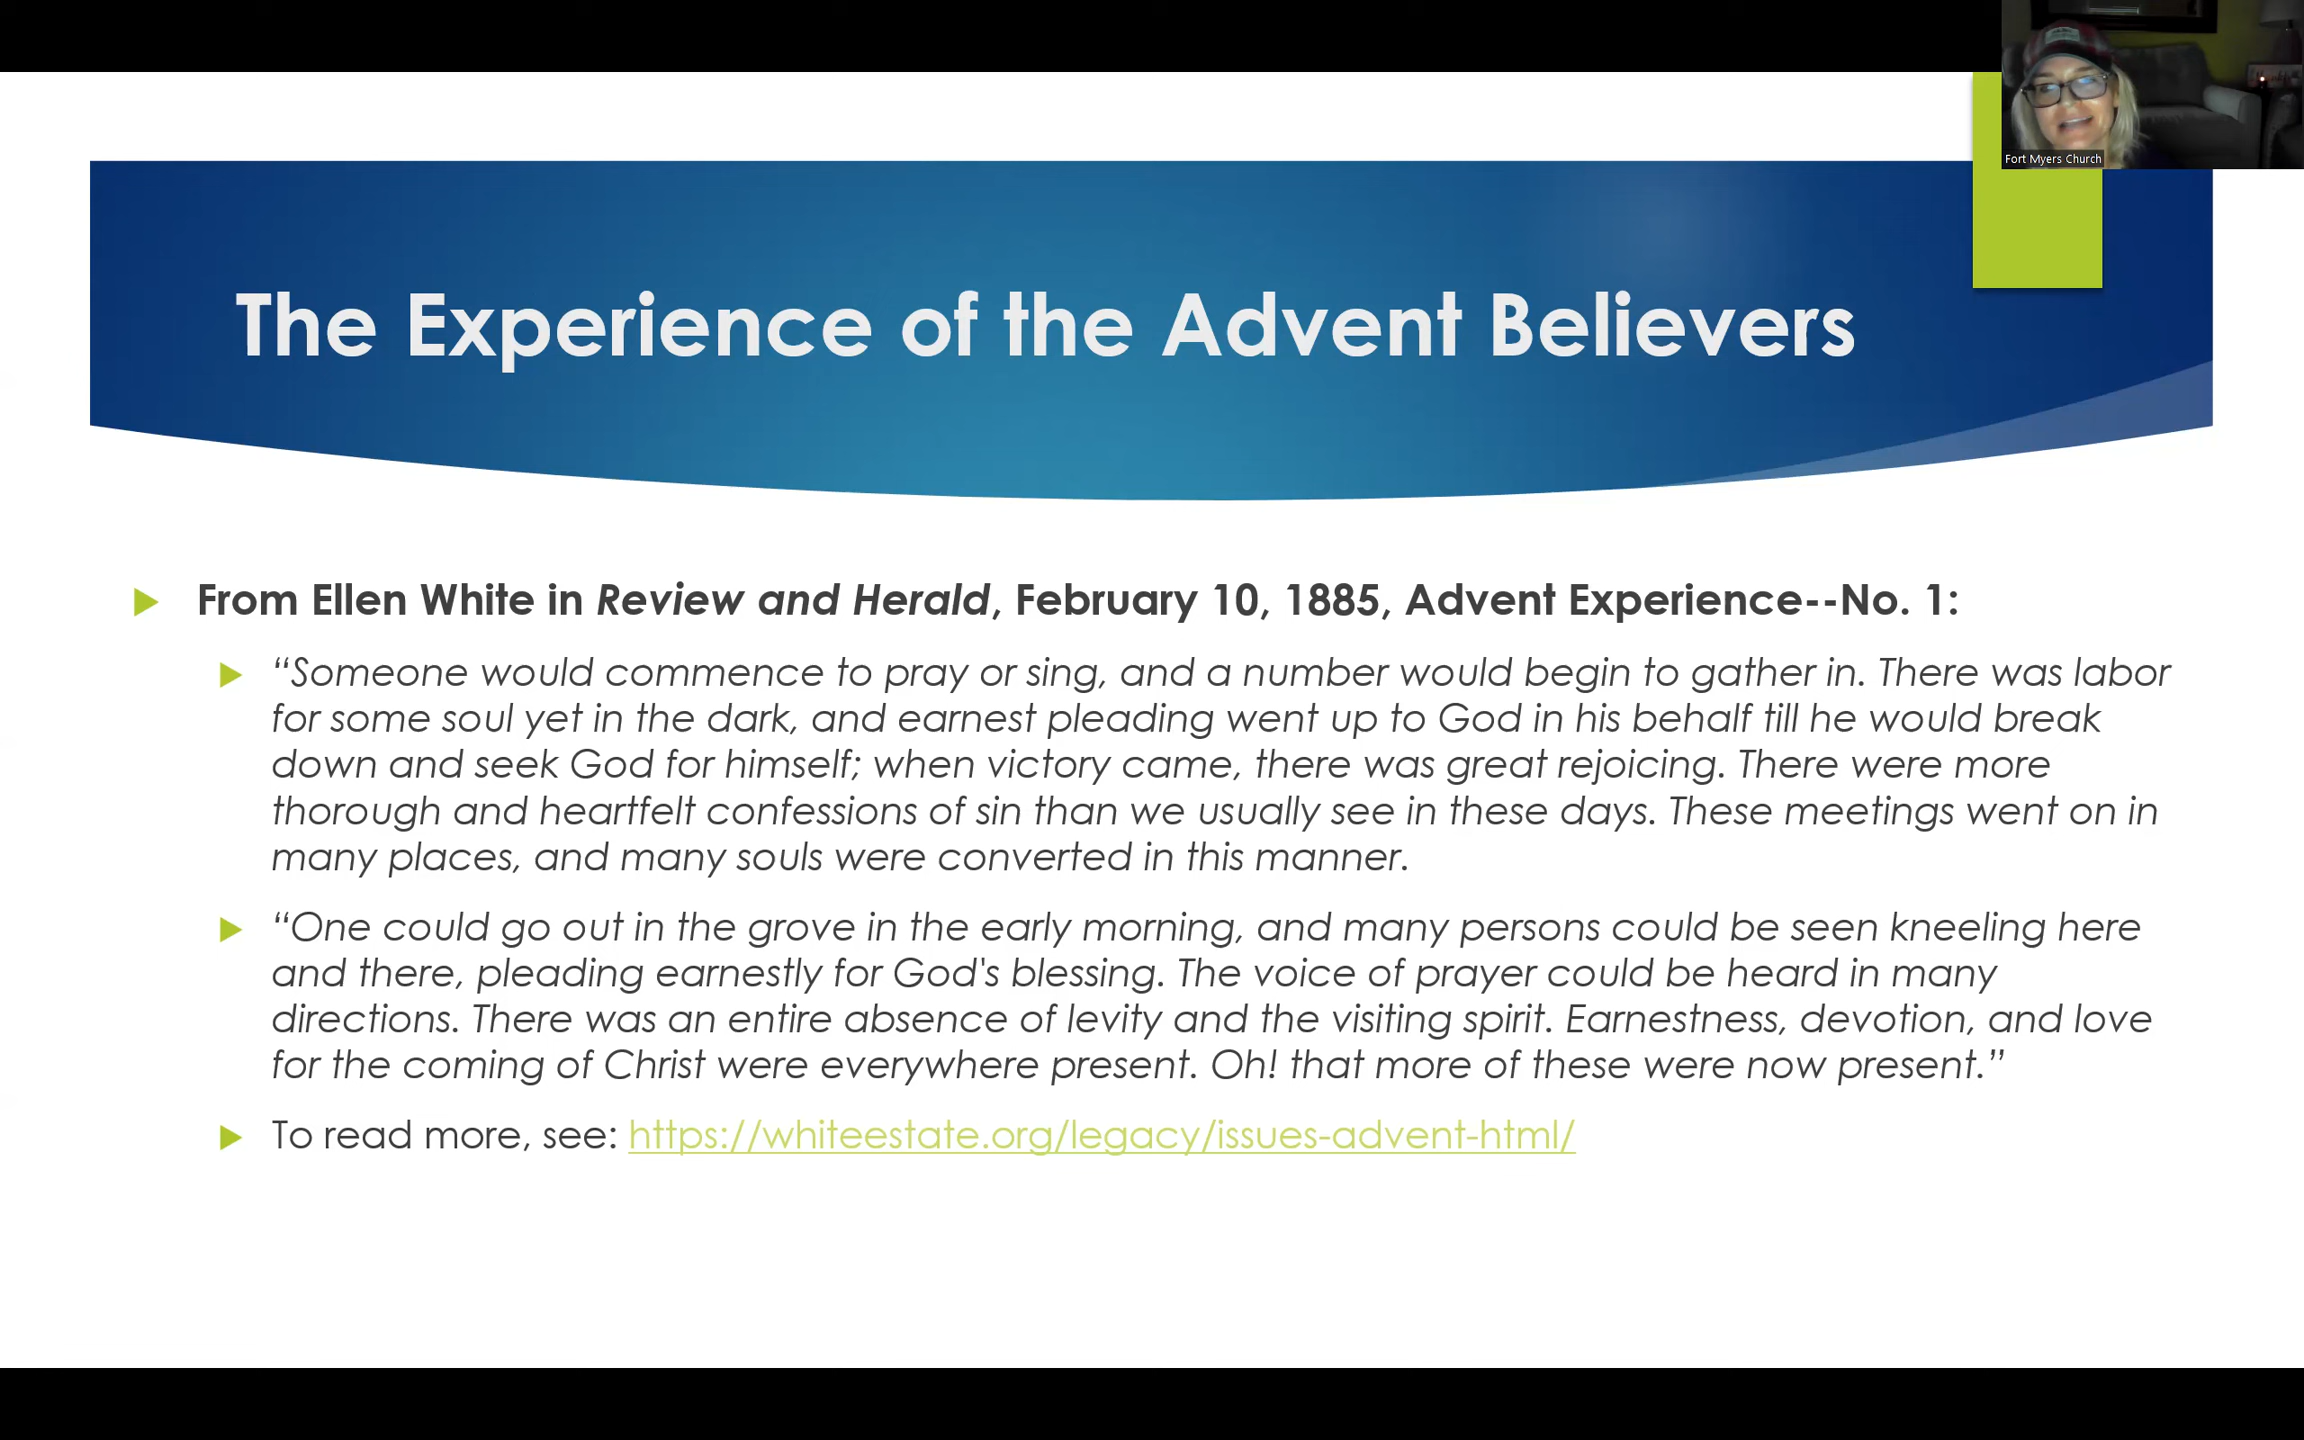 Fort Myers Church
The Experience of the Advent Believers
From Ellen White in Review and Herald, February 10, 1885, Advent Experience--No. 1:
“Someone would commence to pray or sing, and a number would begin to gather in. There was labor
for some soul yet in the dark, and earnest pleading went up to God in his behalf till he would break
down and seek God for himself; when victory came, there was great rejoicing. There were more
thorough and heartfelt confessions of sin than we usually see in these days. These meetings went on in
many places, and many souls were converted in this manner.
“One could go out in the grove in the early morning, and many persons could be seen kneeling here
and there, pleading earnestly for God's blessing. The voice of prayer could be heard in many
directions. There was an entire absence of levity and the visiting spirit. Earnestness, devotion, and love
for the coming of Christ were everywhere present. Oh! that more of these were now present.”
To read more, see: https://whiteestate.org/legacy/issues-advent-html/